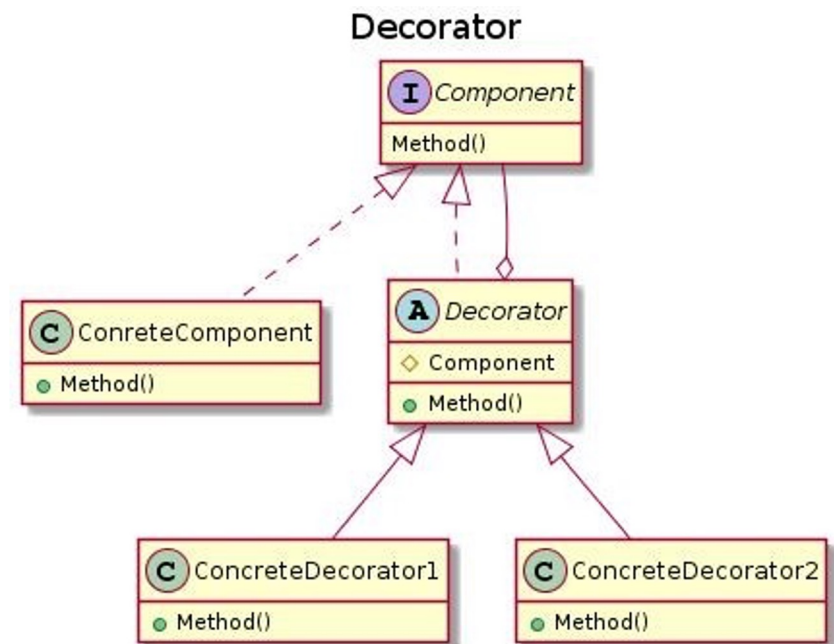 Decorator
I Component
Method()
C ConreteComponent
Method()
A Decorator
Component
Method()
C ConcreteDecorator1
Method()
C ConcreteDecorator2
Method()